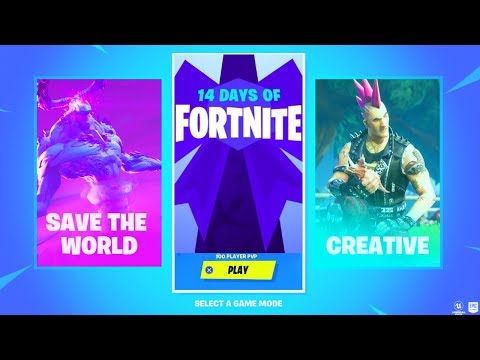 SAVE THE
WORLD
14 DAYS OF
FORTNITE
100 PLAYER PVP
PLAY
CREATIVE
SELECT A GAME MODE